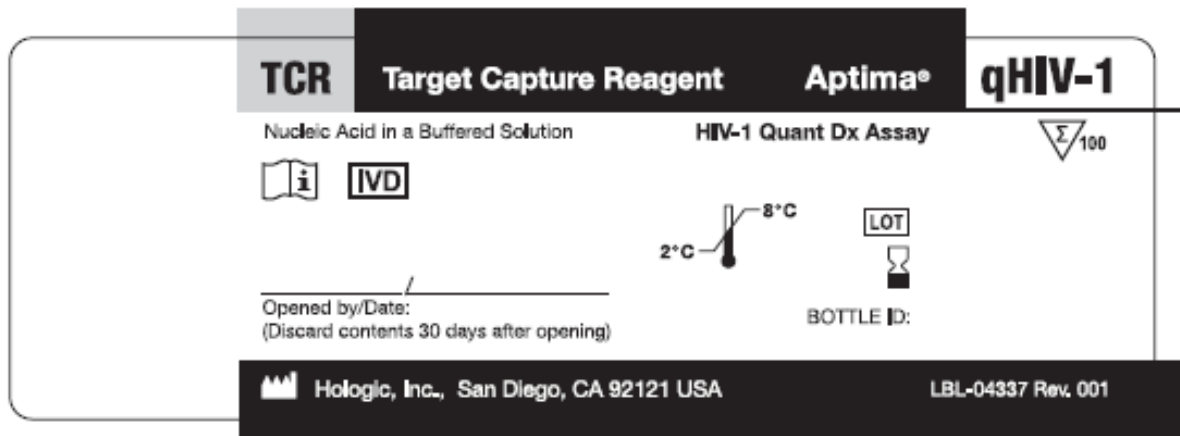 TCR Target Capture Reagent Aptima® qHIV-1
Nucleic Acid in a Buffered Solution HIV-1 Quant Dx Assay Σ/100
i IVD
8°C LOT
2°C
/
Opened by/Date:
(Discard contents 30 days after opening) BOTTLE ID:
Hologic, Inc., San Diego, CA 92121 USA LBL-04337 Rev. 001